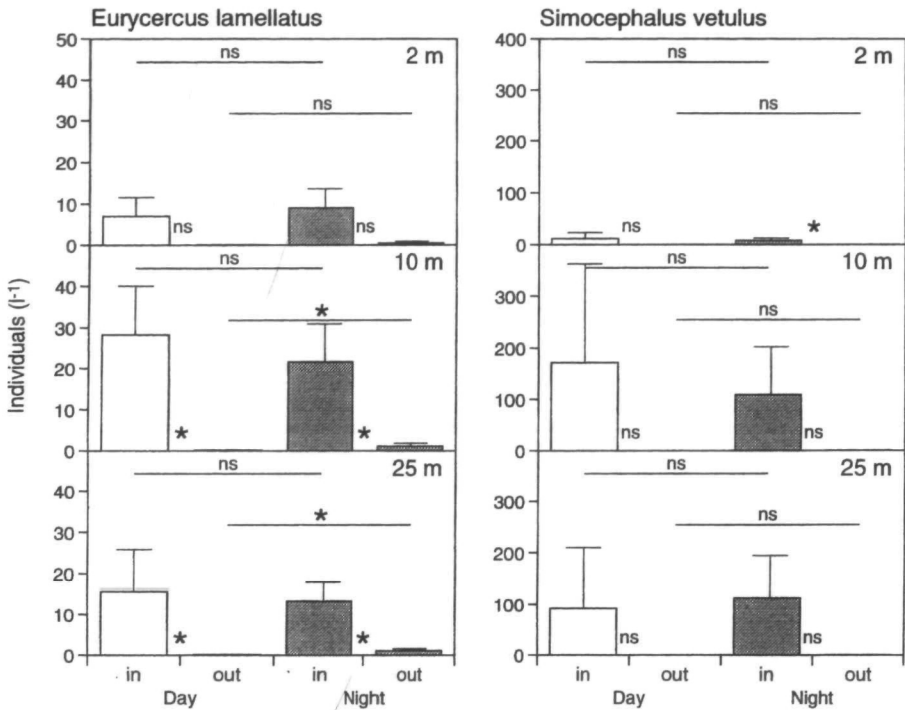 Eurycercus lamellatus
Simocephalus vetulus
Individuals (l-1)
50
40
30
20
10
0
2 m
ns
ns
ns
ns
40
30
20
10
0
10 m
ns
*
*
*
40
30
20
10
0
25 m
ns
*
*
*
in
out
in
out
Day
Night
400
300
200
100
0
2 m
ns
ns
ns
*
300
200
100
0
10 m
ns
ns
ns
ns
300
200
100
0
25 m
ns
ns
ns
ns
in
out
in
out
Day
Night